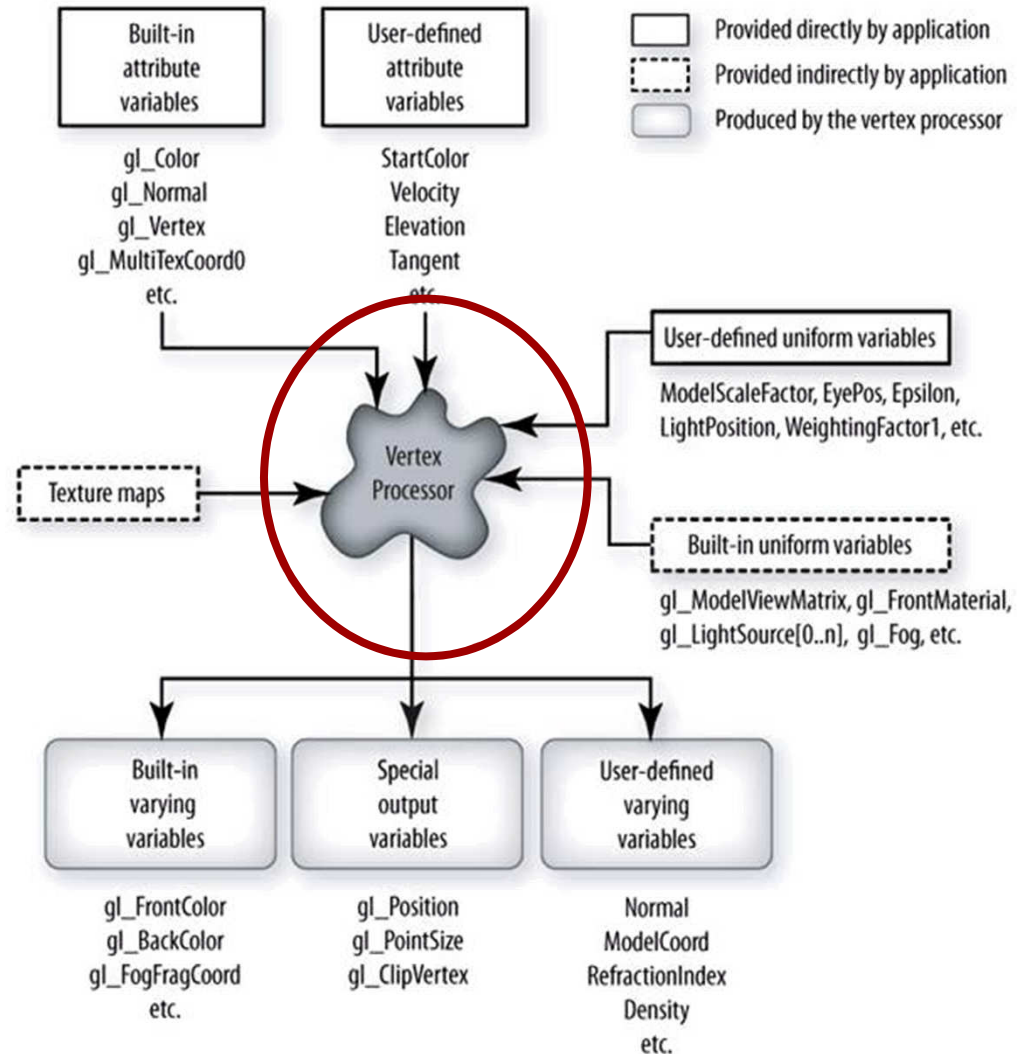 Built-in
attribute
variables
User-defined
attribute
variables
Provided directly by application
Provided indirectly by application
Produced by the vertex processor
gl_Color
gl_Normal
gl_Vertex
gl_MultiTexCoord0
etc.
StartColor
Velocity
Elevation
Tangent
etc.
User-defined uniform variables
ModelScaleFactor, EyePos, Epsilon,
LightPosition, WeightingFactor1, etc.
Vertex
Processor
Texture maps
Built-in uniform variables
gl_ModelViewMatrix, gl_FrontMaterial,
gl_LightSource[0..n], gl_Fog, etc.
Built-in
varying
variables
Special
output
variables
User-defined
varying
variables
gl_FrontColor
gl_BackColor
gl_FogFragCoord
etc.
gl_Position
gl_PointSize
gl_ClipVertex
Normal
ModelCoord
RefractionIndex
Density
etc.